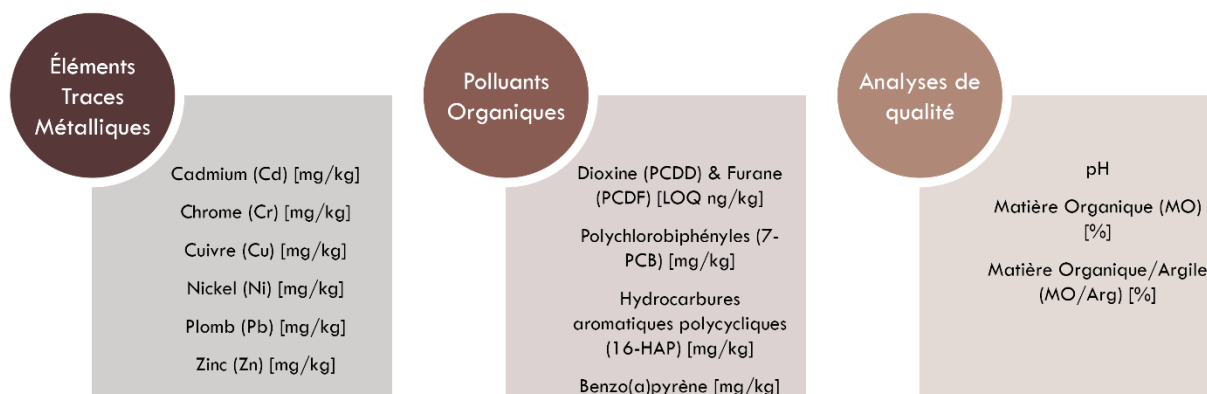 Éléments
Traces
Métalliques
Cadmium (Cd) [mg/kg]
Chrome (Cr) [mg/kg]
Cuivre (Cu) [mg/kg]
Nickel (Ni) [mg/kg]
Plomb (Pb) [mg/kg]
Zinc (Zn) [mg/kg]
Polluants
Organiques
Dioxine (PCDD) & Furane
(PCDF) [LOQ ng/kg]
Polychlorobiphényles (7-
PCB) [mg/kg]
Hydrocarbures
aromatiques polycycliques
(16-HAP) [mg/kg]
Benzo(a)pyrène [mg/kg]
Analyses de
qualité
pH
Matière Organique (MO)
[%]
Matière Organique/Argile
(MO/Arg) [%]